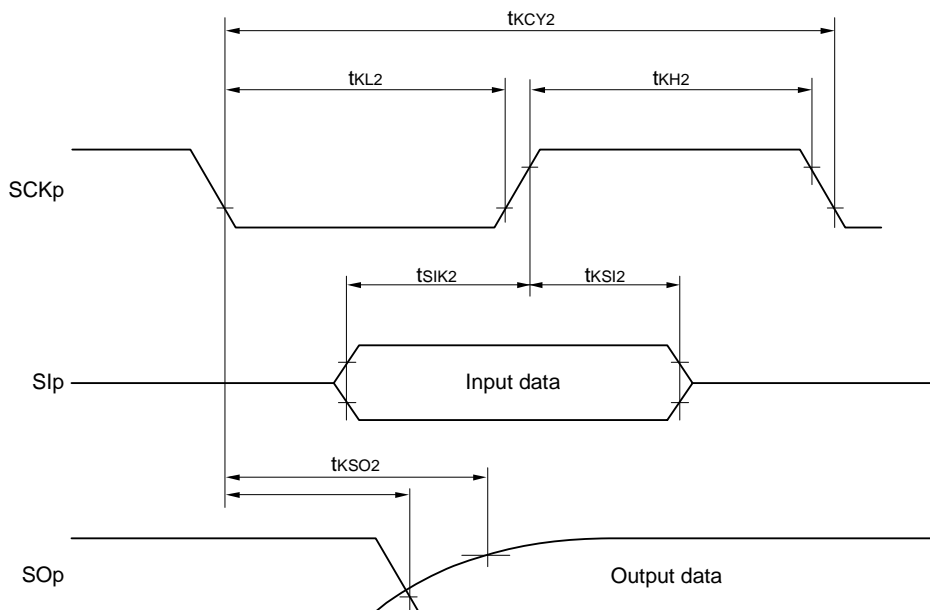 tKCY2
tKL2
tKH2
SCKp
tSIK2
tKSI2
SIp
Input data
tKSO2
SOp
Output data